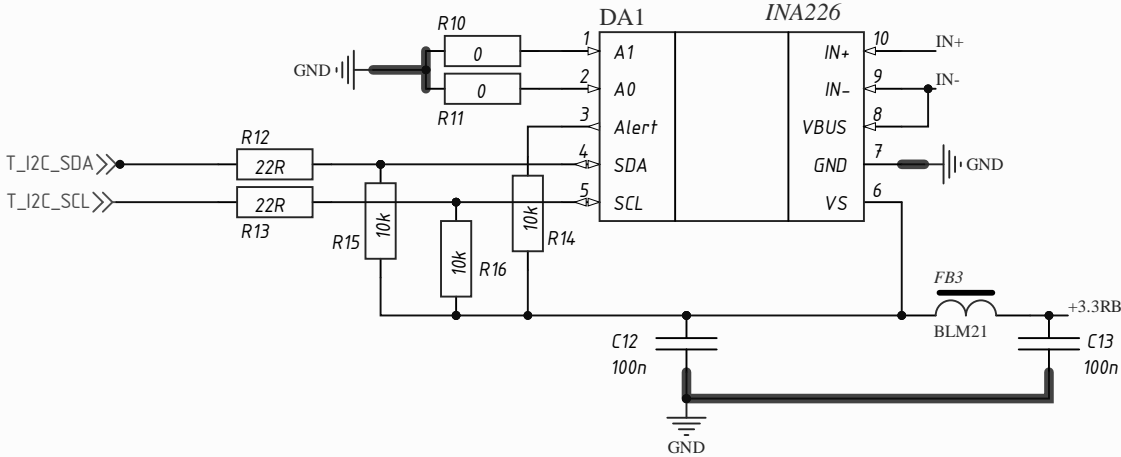 DA1
INA226
R10
0
1
A1
IN+
10
IN+
GND
2
A0
IN-
9
IN-
0
R11
3
Alert
VBUS
8
T_I2C_SDA
R12
22R
4
SDA
GND
7
GND
T_I2C_SCL
22R
R13
5
SCL
VS
6
R15
10k
R16
10k
10k
R14
FB3
BLM21
+3.3RB
C12
100n
C13
100n
GND